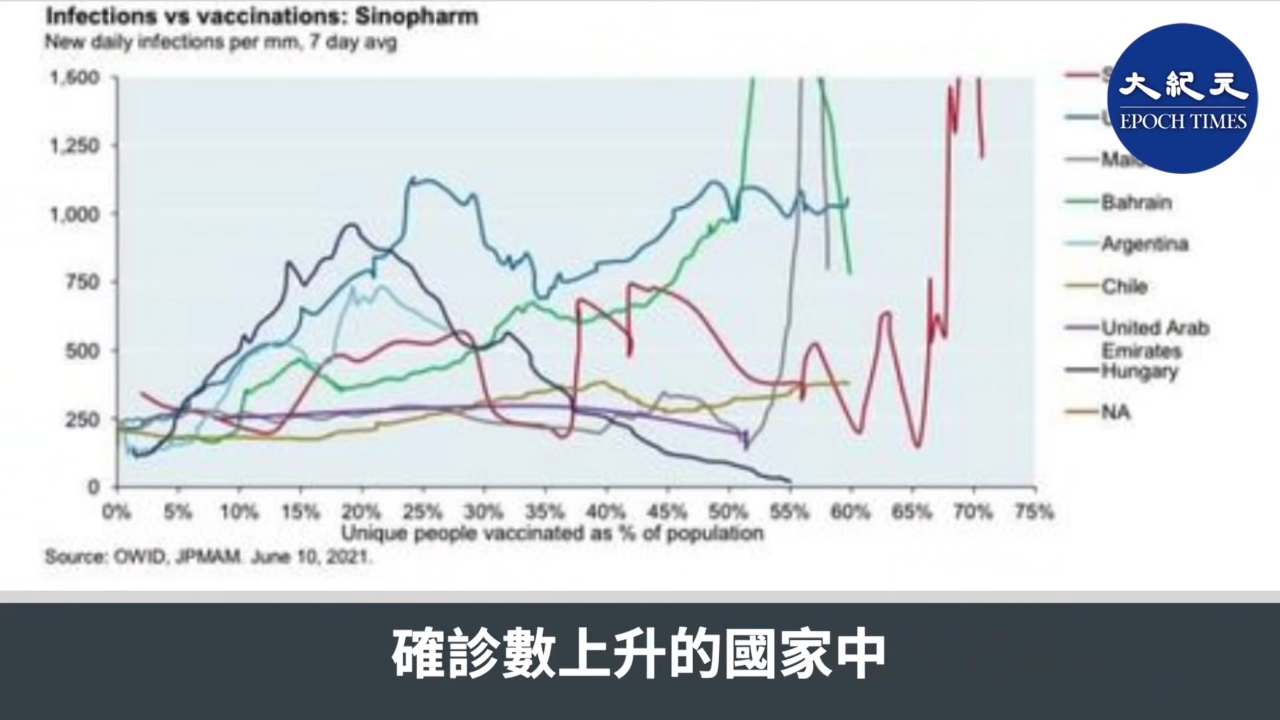 Infections vs vaccinations: Sinopharm
New daily infections per mm, 7 day avg
大紀元
EPOCH TIMES
1,500
1,250
1,000
750
500
250
0
0% 5% 10% 15% 20% 25% 30% 35% 40% 45% 50% 55% 60% 65% 70% 75%
Unique people vaccinated as % of population
Bahrain
Argentina
Chile
United Arab
Emirates
Hungary
NA
Source: OWID, JPMAM. June 10, 2021.
確診數上升的國家中